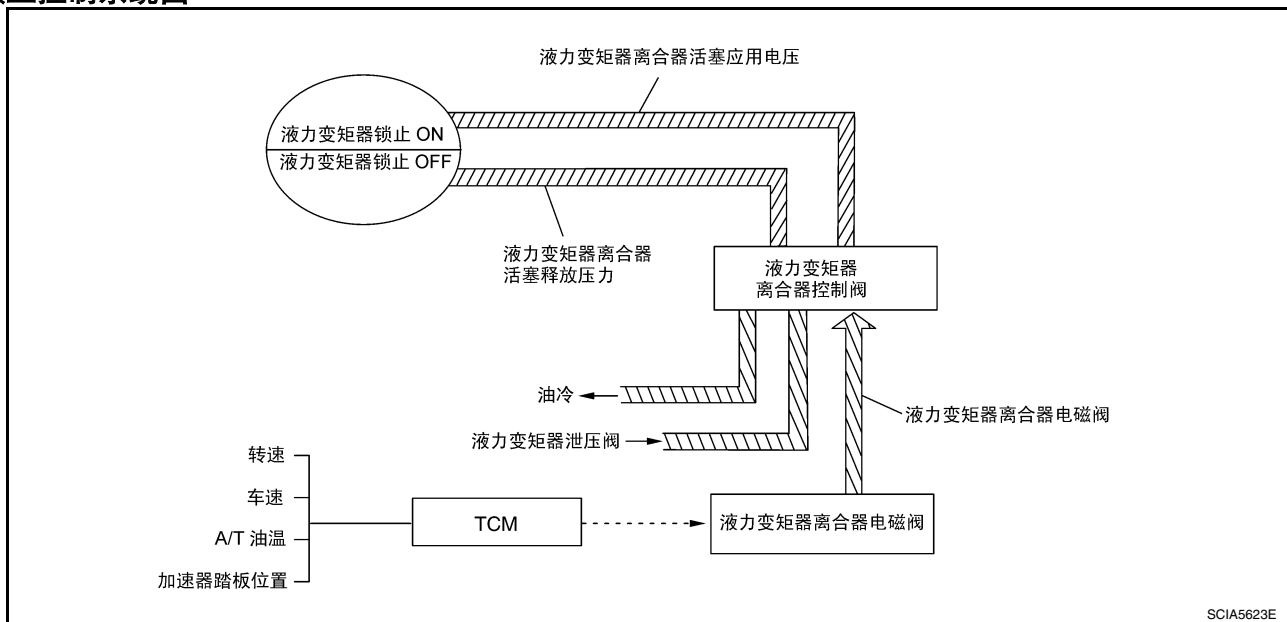 液力变矩器离合器活塞应用电压
液力变矩器锁止 ON
液力变矩器锁止 OFF
液力变矩器离合器
活塞释放压力
液力变矩器
离合器控制阀
油冷
液力变矩器离合器电磁阀
液力变矩器泄压阀
转速
车速
TCM
液力变矩器离合器电磁阀
A/T 油温
加速器踏板位置
SCIA5623E